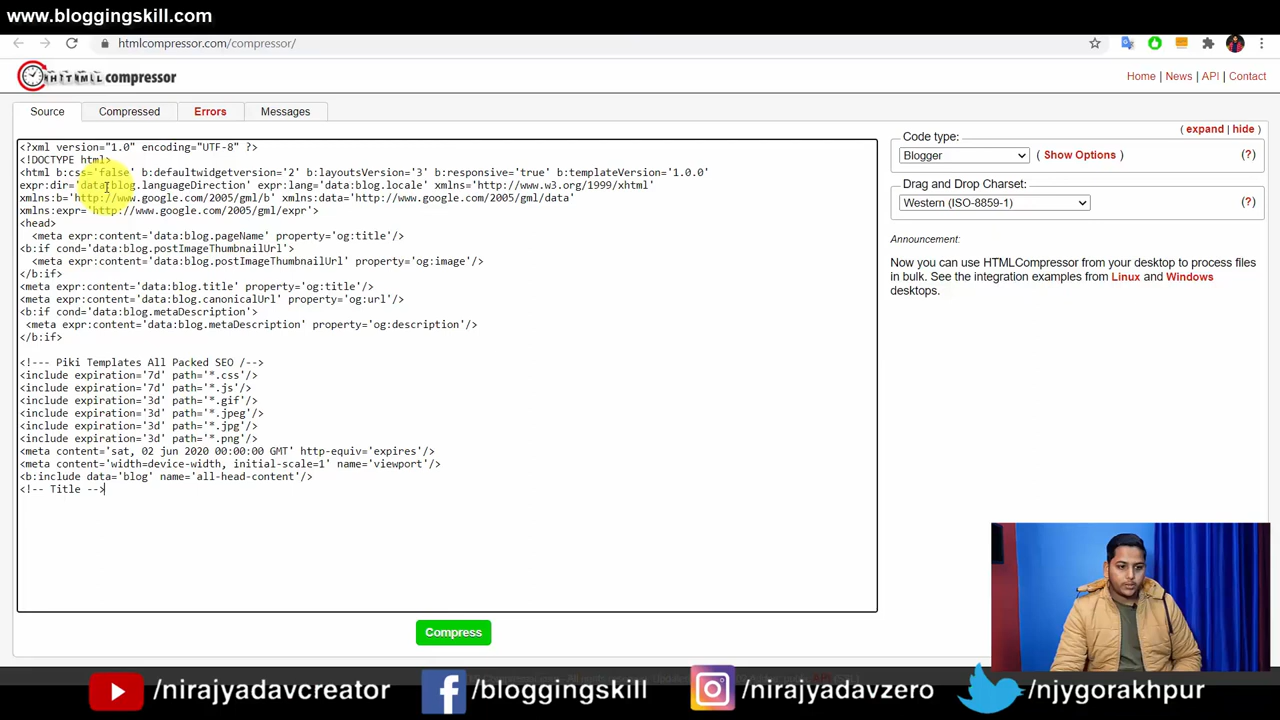 www.bloggingskill.com
htmlcompressor.com/compressor/
compressor
Home | News | API | Contact
Source Compressed Errors Messages
( expand | hide )
<?xml version="1.0" encoding="UTF-8" ?>
<!DOCTYPE html>
<html b:css='false' b:defaultwidgetversion='2' b:layoutsVersion='3' b:responsive='true' b:templateVersion='1.0.0'
expr:dir='data:blog.languageDirection' expr:lang='data:blog.locale' xmlns='http://www.w3.org/1999/xhtml'
xmlns:b='http://www.google.com/2005/gml/b' xmlns:data='http://www.google.com/2005/gml/data'
xmlns:expr='http://www.google.com/2005/gml/expr'>
<head>
<meta expr:content='data:blog.pageName' property='og:title'/>
<b:if cond='data:blog.postImageThumbnailUrl'>
<meta expr:content='data:blog.postImageThumbnailUrl' property='og:image'/>
</b:if>
<meta expr:content='data:blog.title' property='og:title'/>
<meta expr:content='data:blog.canonicalUrl' property='og:url'/>
<b:if cond='data:blog.metaDescription'>
<meta expr:content='data:blog.metaDescription' property='og:description'/>
</b:if>
<!--- Piki Templates All Packed SEO /-->
<include expiration='7d' path='*.css'/>
<include expiration='7d' path='*.js'/>
<include expiration='3d' path='*.gif'/>
<include expiration='3d' path='*.jpeg'/>
<include expiration='3d' path='*.jpg'/>
<include expiration='3d' path='*.png'/>
<meta content='sat, 02 jun 2020 00:00:00 GMT' http-equiv='expires'/>
<meta content='width=device-width, initial-scale=1' name='viewport'/>
<b:include data='blog' name='all-head-content'/>
<!-- Title -->
Code type:
Blogger ( Show Options ) (?)
Drag and Drop Charset:
Western (ISO-8859-1) (?)
Announcement:
Now you can use HTMLCompressor from your desktop to process files
in bulk. See the integration examples from Linux and Windows
desktops.
Compress
/nirajyadavcreator /bloggingskill /nirajyadavzero /njygorakhpur